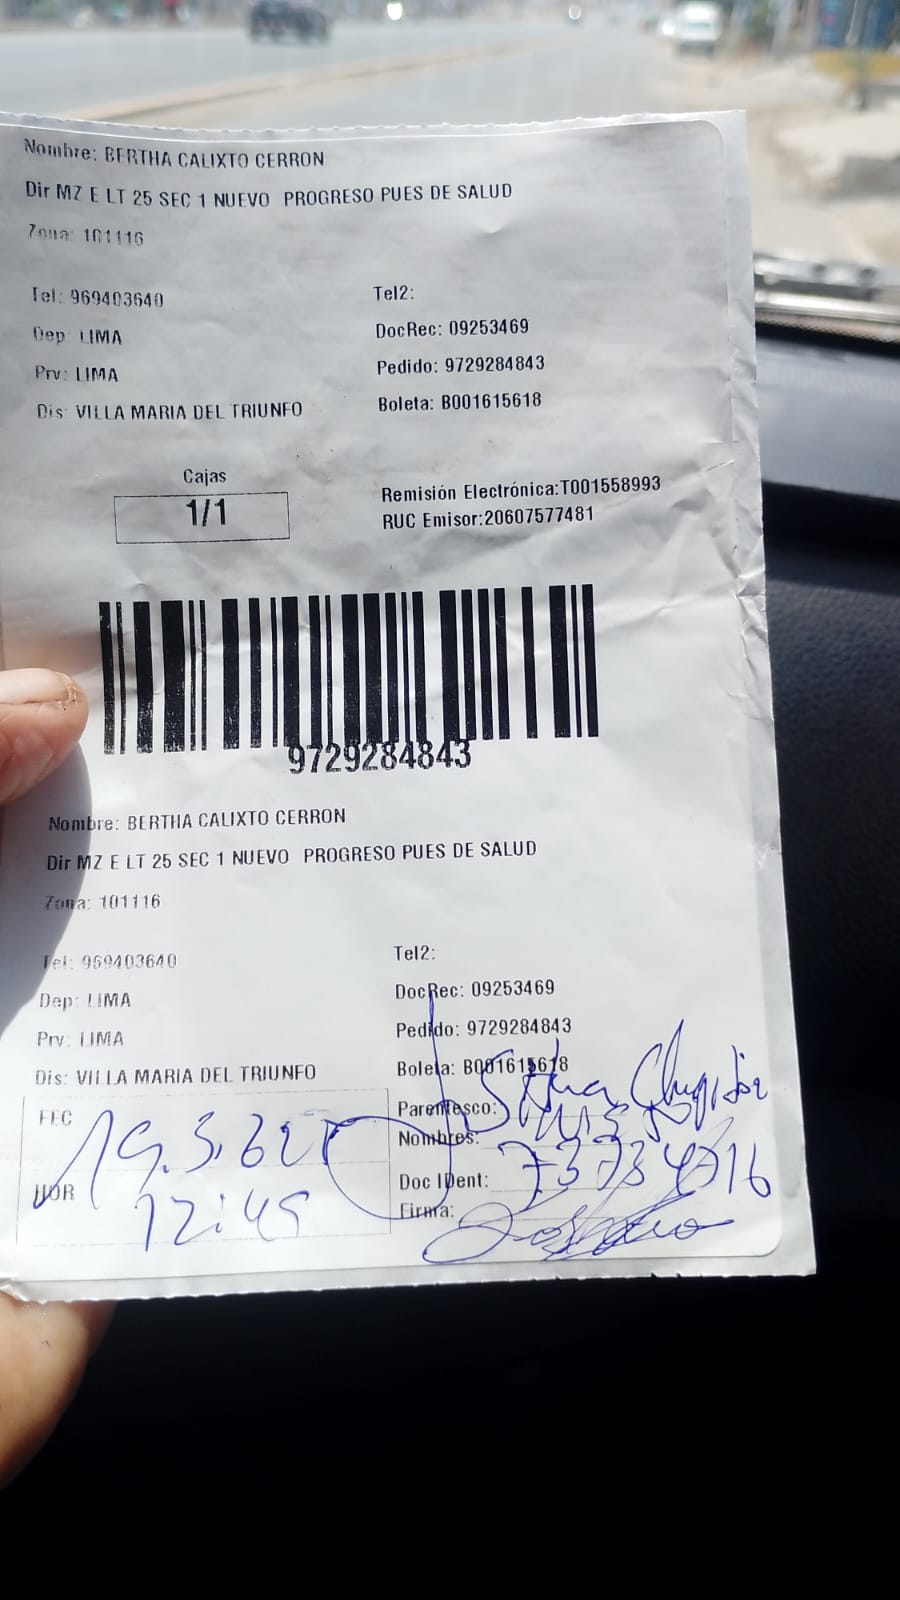 Nombre: BERTHA CALIXTO CERRON
Dir MZ E LT 25 SEC 1 NUEVO PROGRESO PUES DE SALUD
Zona: 101116
Tel: 969403640
Tel2:
Dep: LIMA
DocRec: 09253469
Prv: LIMA
Pedido: 9729284843
Dis: VILLA MARIA DEL TRIUNFO
Boleta: B001615618
Cajas
1/1
Remisión Electrónica:T001558993
RUC Emisor:20607577481
9729284843
Nombre: BERTHA CALIXTO CERRON
Dir MZ E LT 25 SEC 1 NUEVO PROGRESO PUES DE SALUD
Zona: 101116
Tel: 969403640
Tel2:
Dep: LIMA
DocRec: 09253469
Prv: LIMA
Pedido: 9729284843
Dis: VILLA MARIA DEL TRIUNFO
Boleta: B001615618
FEC
Parentesco:
Nombres:
Doc IDent:
HOR 12:45
Firma: